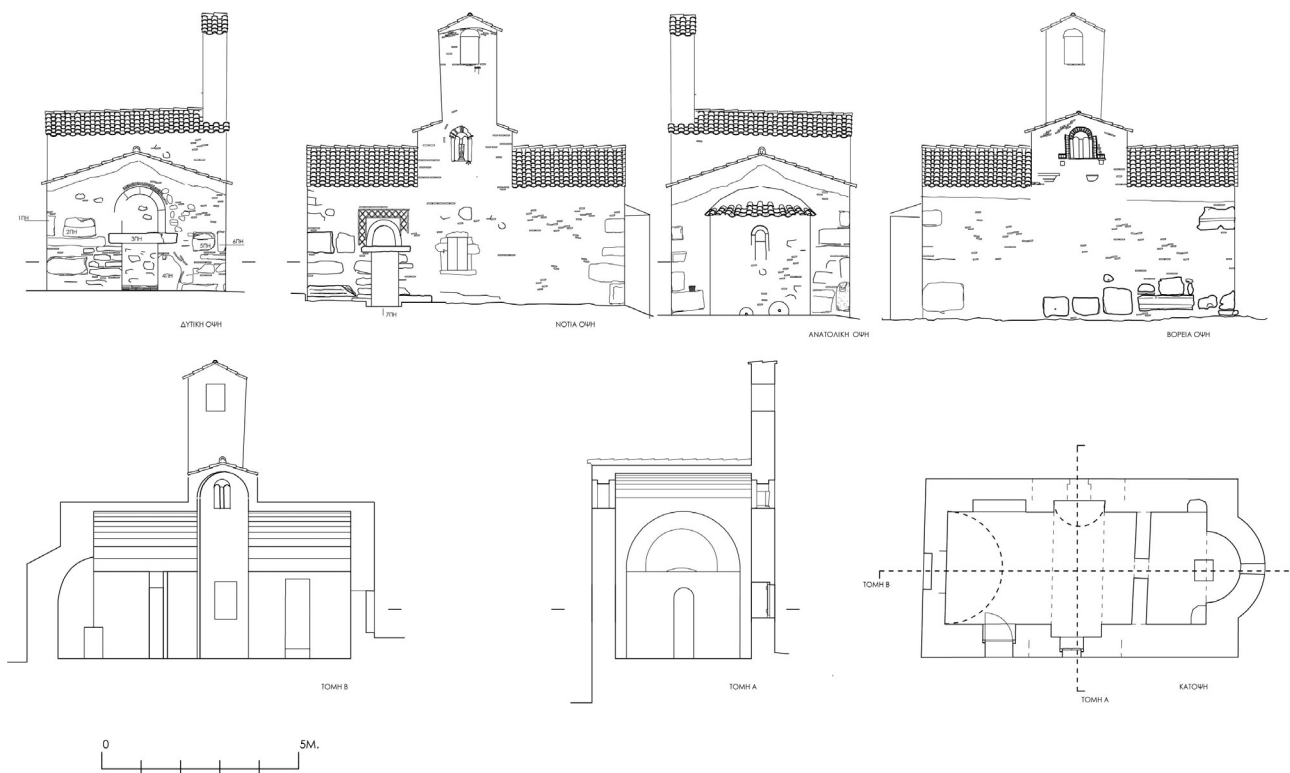 1ΠΗ
2ΠΗ
3ΠΗ
4ΠΗ
5ΠΗ
6ΠΗ
7ΠΗ
ΔΥΤΙΚΗ ΟΨΗ
ΝΟΤΙΑ ΟΨΗ
ΑΝΑΤΟΛΙΚΗ ΟΨΗ
ΒΟΡΕΙΑ ΟΨΗ
ΤΟΜΗ Β
ΤΟΜΗ Α
ΤΟΜΗ Β
ΤΟΜΗ Α
ΚΑΤΟΨΗ
0
5Μ.